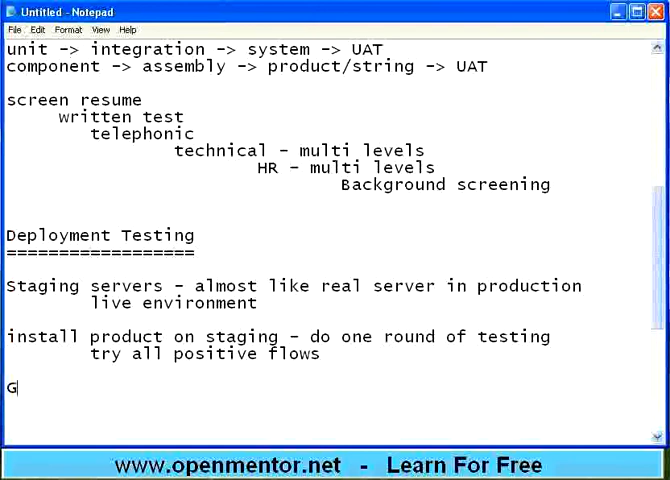 Untitled - Notepad
File Edit Format View Help
unit -> integration -> system -> UAT
component -> assembly -> product/string -> UAT
screen resume
written test
telephonic
technical - multi levels
HR - multi levels
Background screening
Deployment Testing
==================
Staging servers - almost like real server in production
live environment
install product on staging - do one round of testing
try all positive flows
G
www.openmentor.net - Learn For Free